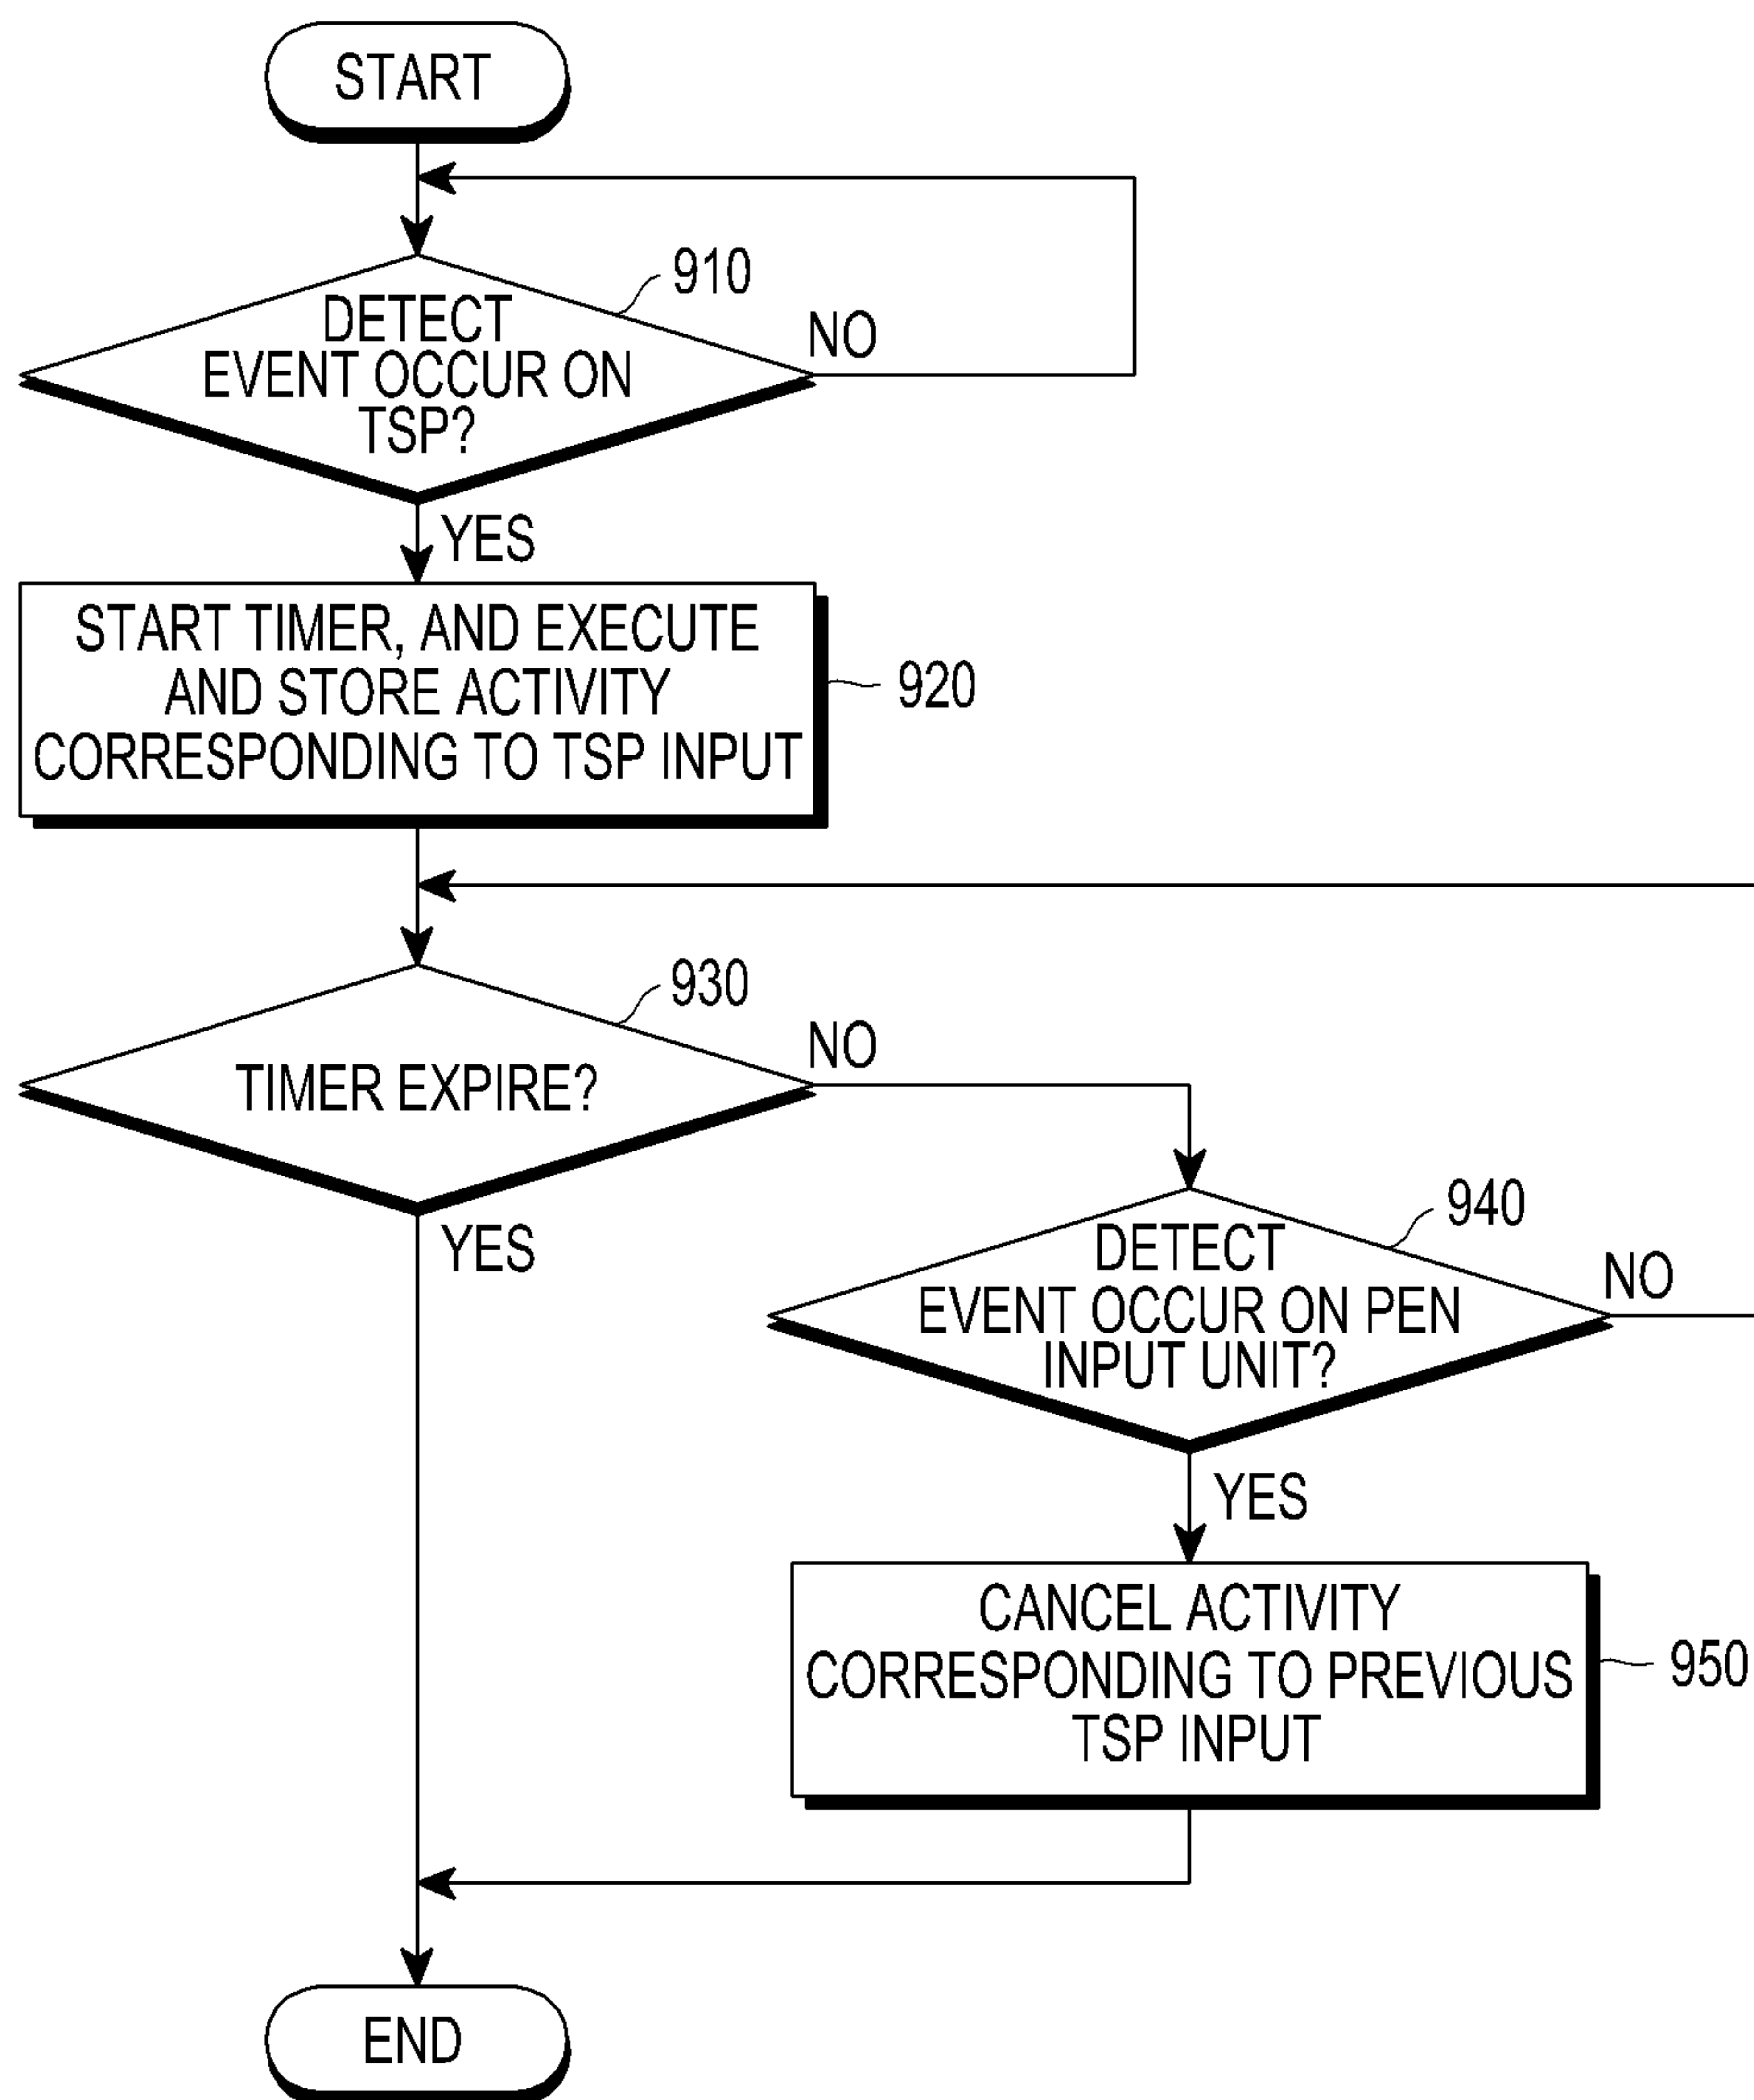 START
910
DETECT
EVENT OCCUR ON
TSP?
NO
YES
START TIMER, AND EXECUTE
AND STORE ACTIVITY
CORRESPONDING TO TSP INPUT
920
930
TIMER EXPIRE?
NO
YES
940
DETECT
EVENT OCCUR ON PEN
INPUT UNIT?
NO
YES
CANCEL ACTIVITY
CORRESPONDING TO PREVIOUS
TSP INPUT
950
END